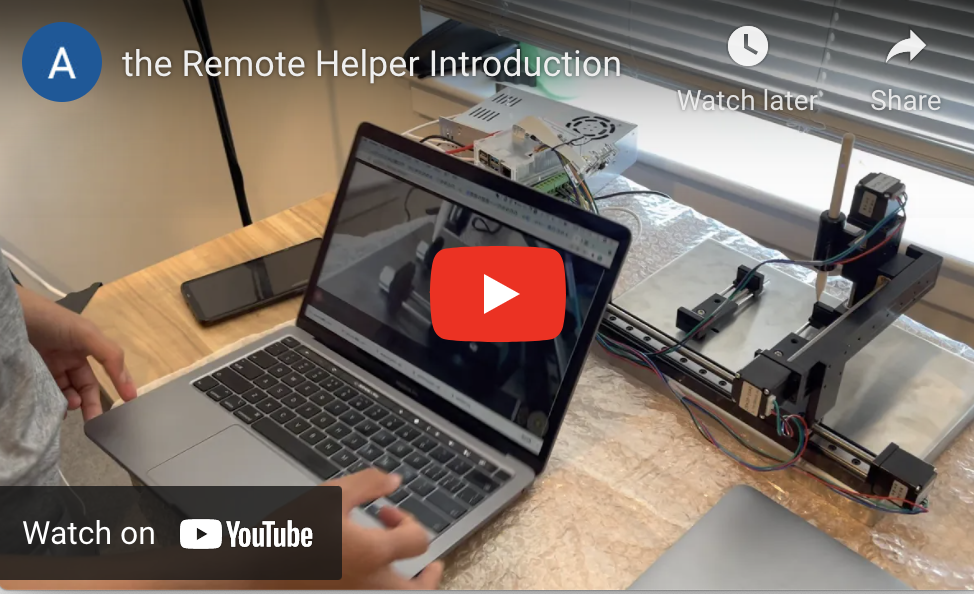 A
the Remote Helper Introduction
Watch later
Share
Watch on YouTube